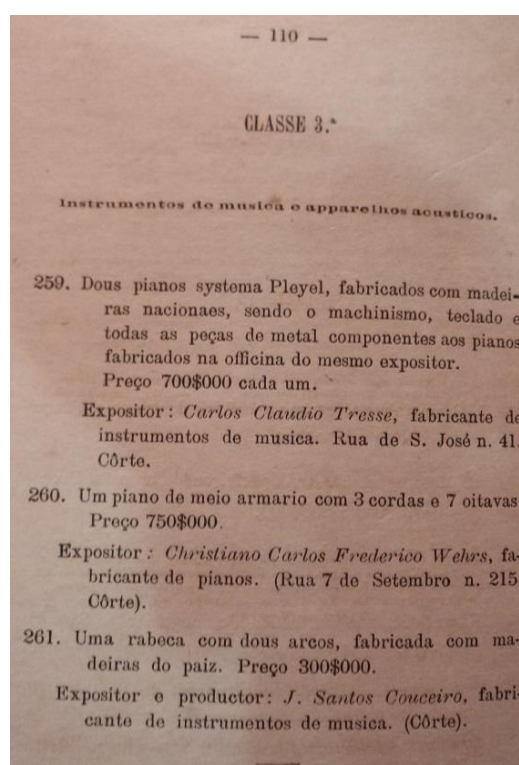 — 110 —
CLASSE 3.ª
Instrumentos de musica e apparelhos acusticos.
259. Dous pianos systema Pleyel, fabricados com madei-
ras nacionaes, sendo o machinismo, teclado e
todas as peças de metal componentes aos pianos
fabricados na officina do mesmo expositor.
Preço 700$000 cada um.
Expositor: Carlos Claudio Tresse, fabricante de
instrumentos de musica. Rua de S. José n. 41.
Côrte.
260. Um piano de meio armario com 3 cordas e 7 oitavas
Preço 750$000.
Expositor: Christiano Carlos Frederico Wehrs, fa-
bricante de pianos. (Rua 7 de Setembro n. 215
Côrte).
261. Uma rabeca com dous arcos, fabricada com ma-
deiras do paiz. Preço 300$000.
Expositor e productor: J. Santos Couceiro, fabri-
cante de instrumentos de musica. (Côrte).